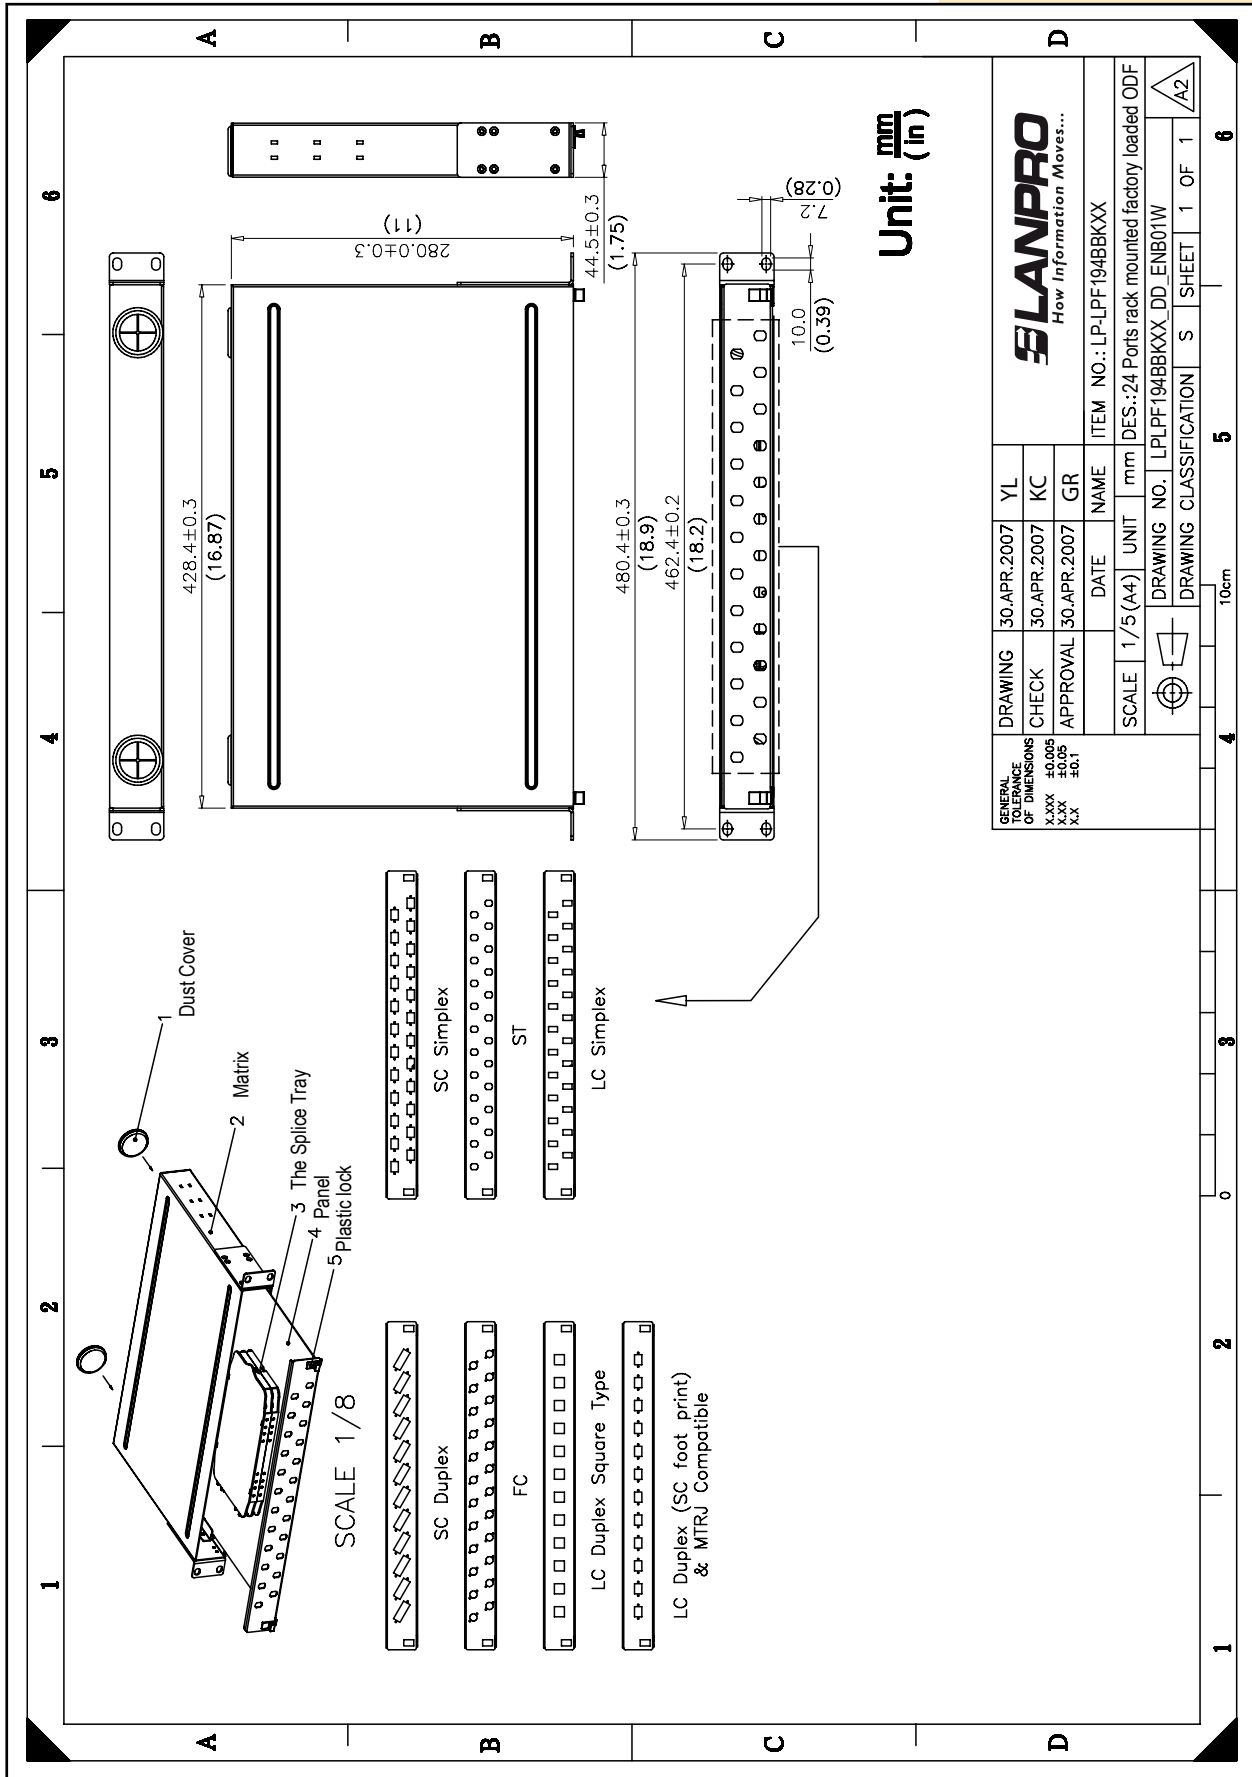 1 2 3 4 5 6
A
B
C
D
A
B
C
D
1 2 3 4 5 6
1
Dust Cover
2 Matrix
3 The Splice Tray
4 Panel
5 Plastic lock
SCALE 1/8
SC Duplex
FC
LC Duplex Square Type
LC Duplex (SC foot print)
& MTRJ Compatible
SC Simplex
ST
LC Simplex
428.4±0.3
(16.87)
280.0±0.3
(11)
44.5±0.3
(1.75)
480.4±0.3
(18.9)
462.4±0.2
(18.2)
10.0
(0.39)
7.2
(0.28)
Unit: mm
(in)
GENERAL
TOLERANCE
OF DIMENSIONS
X.XXX ±0.005
X.XX ±0.05
X.X ±0.1
DRAWING 30.APR.2007 YL
CHECK 30.APR.2007 KC
APPROVAL 30.APR.2007 GR
DATE NAME
LANPRO
How Information Moves...
ITEM NO.: LP-LPF194BBKXX
SCALE 1/5(A4) UNIT mm DES.:24 Ports rack mounted factory loaded ODF
DRAWING NO. LPLPF194BBKXX_DD_ENB01W
DRAWING CLASSIFICATION S SHEET 1 OF 1
A2
0 10cm